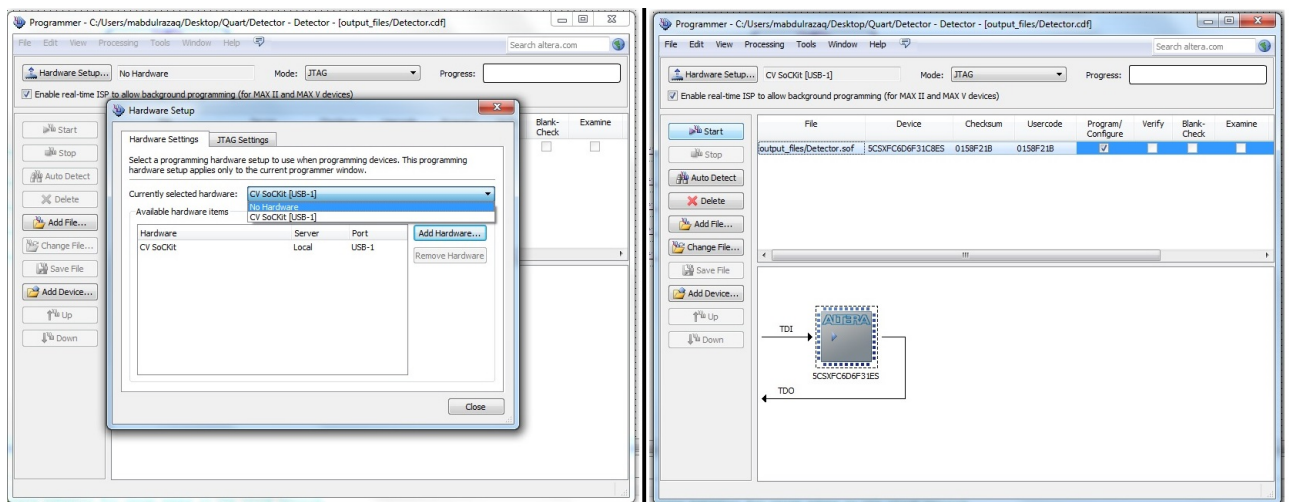 Programmer - C:/Users/mabdulrazaq/Desktop/Quart/Detector - Detector - [output_files/Detector.cdf]
File Edit View Processing Tools Window Help
Search altera.com
Hardware Setup... No Hardware Mode: JTAG Progress:
Enable real-time ISP to allow background programming (for MAX II and MAX V devices)
Start
Stop
Auto Detect
Delete
Add File...
Change File...
Save File
Add Device...
Up
Down
Blank-
Check
Examine
Hardware Setup
Hardware Settings JTAG Settings
Select a programming hardware setup to use when programming devices. This programming
hardware setup applies only to the current programmer window.
Currently selected hardware: CV SoCKit [USB-1]
No Hardware
CV SoCKit [USB-1]
Available hardware items
Hardware Server Port
CV SoCKit Local USB-1
Add Hardware...
Remove Hardware
Close
Programmer - C:/Users/mabdulrazaq/Desktop/Quart/Detector - Detector - [output_files/Detector.cdf]
File Edit View Processing Tools Window Help
Search altera.com
Hardware Setup... CV SoCKit [USB-1] Mode: JTAG Progress:
Enable real-time ISP to allow background programming (for MAX II and MAX V devices)
Start
Stop
Auto Detect
Delete
Add File...
Change File...
Save File
Add Device...
Up
Down
File Device Checksum Usercode Program/ Verify Blank- Examine
Configure Check
output_files/Detector.sof 5CSXFC6D6F31C8ES 0158F21B 0158F21B
ALTERA
TDI
5CSXFC6D6F31ES
TDO